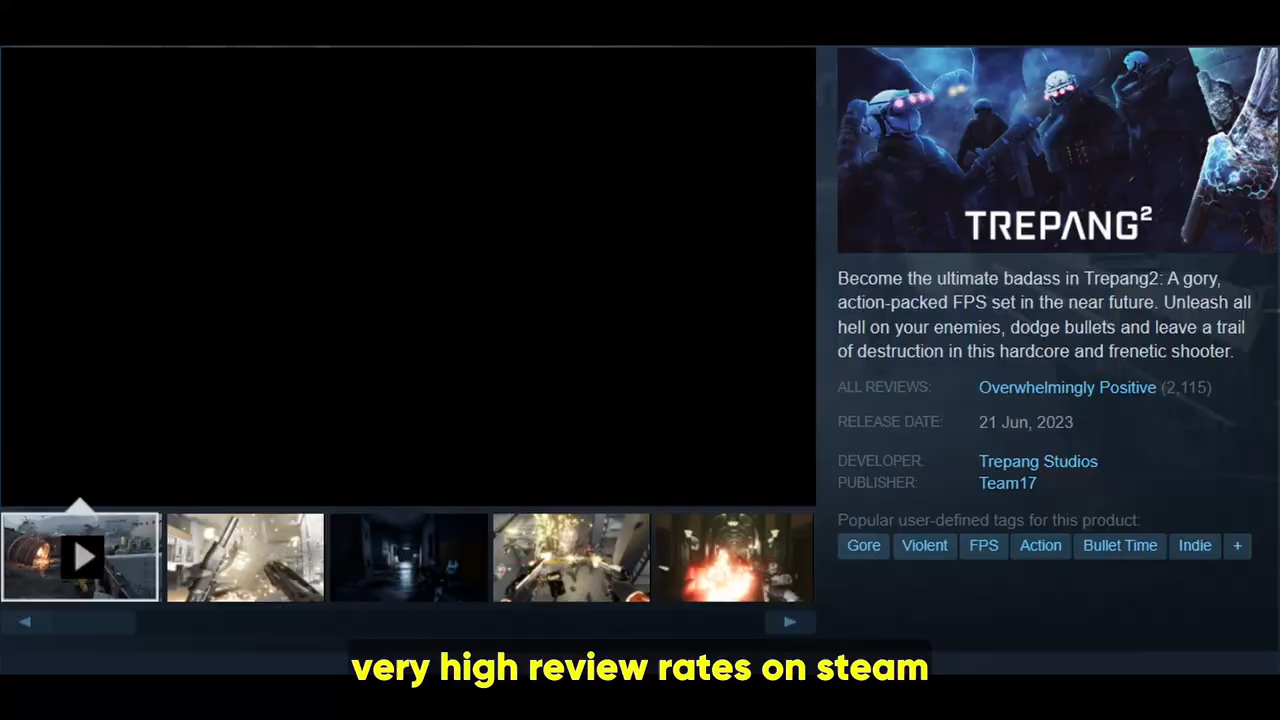 TREPANG²
Become the ultimate badass in Trepang2: A gory,
action-packed FPS set in the near future. Unleash all
hell on your enemies, dodge bullets and leave a trail
of destruction in this hardcore and frenetic shooter.
ALL REVIEWS: Overwhelmingly Positive (2,115)
RELEASE DATE: 21 Jun, 2023
DEVELOPER: Trepang Studios
PUBLISHER: Team17
Popular user-defined tags for this product:
Gore Violent FPS Action Bullet Time Indie +
very high review rates on steam